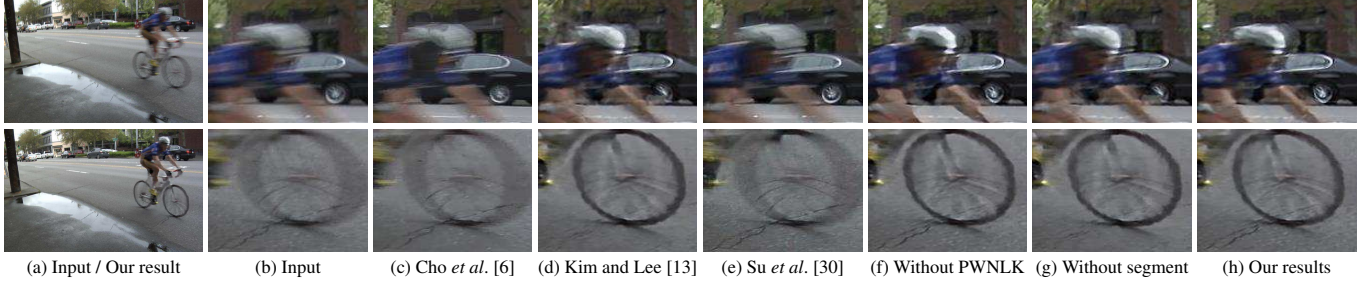 (a) Input / Our result
(b) Input
(c) Cho et al. [6]
(d) Kim and Lee [13]
(e) Su et al. [30]
(f) Without PWNLK
(g) Without segment
(h) Our results